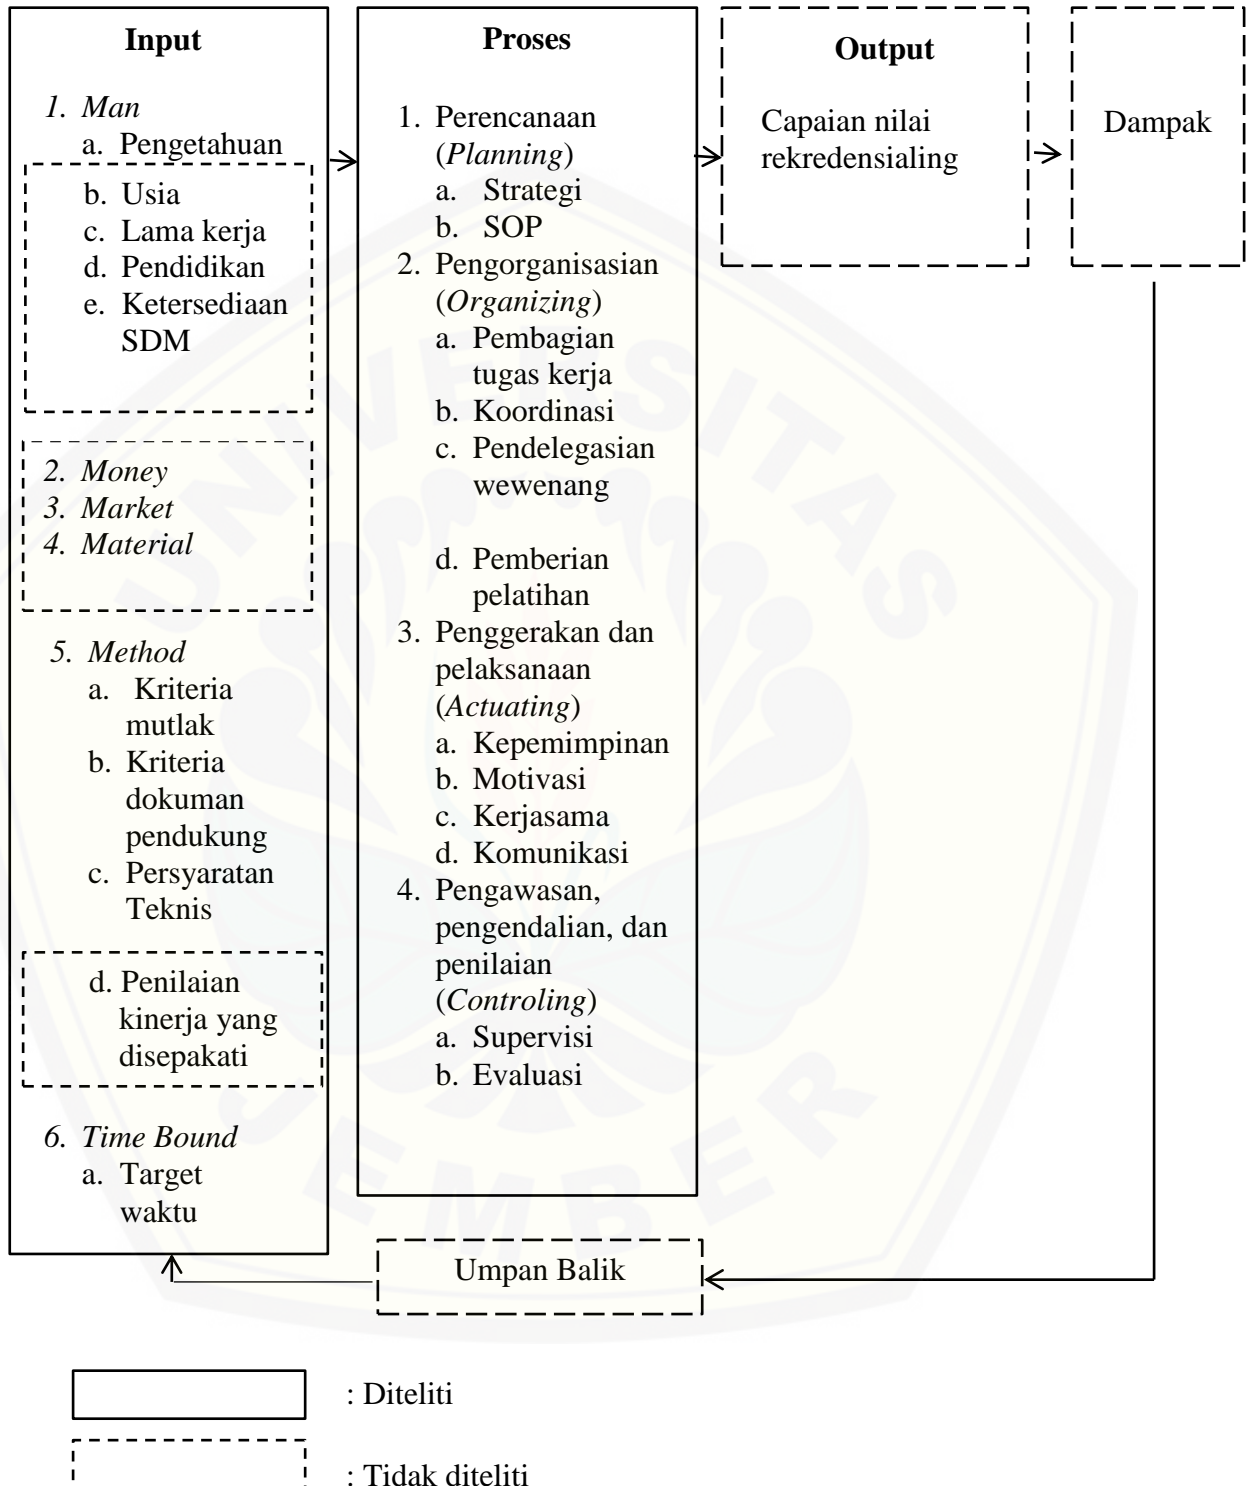 Input
1. Man
a. Pengetahuan
b. Usia
c. Lama kerja
d. Pendidikan
e. Ketersediaan
SDM
2. Money
3. Market
4. Material
5. Method
a. Kriteria
mutlak
b. Kriteria
dokuman
pendukung
c. Persyaratan
Teknis
d. Penilaian
kinerja yang
disepakati
6. Time Bound
a. Target
waktu
Proses
1. Perencanaan
(Planning)
a. Strategi
b. SOP
2. Pengorganisasian
(Organizing)
a. Pembagian
tugas kerja
b. Koordinasi
c. Pendelegasian
wewenang
d. Pemberian
pelatihan
3. Penggerakan dan
pelaksanaan
(Actuating)
a. Kepemimpinan
b. Motivasi
c. Kerjasama
d. Komunikasi
4. Pengawasan,
pengendalian, dan
penilaian
(Controling)
a. Supervisi
b. Evaluasi
Output
Capaian nilai
rekredensialing
Dampak
Umpan Balik
: Diteliti
: Tidak diteliti
UNIVERSITAS
JEMBER